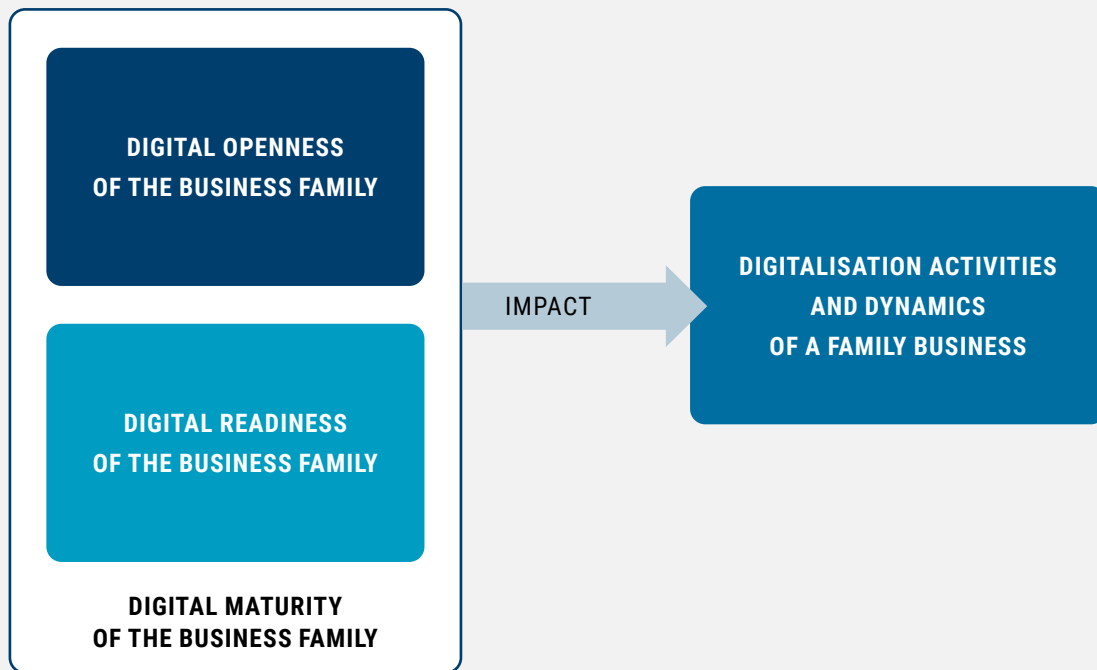 DIGITAL OPENNESS
OF THE BUSINESS FAMILY
DIGITAL READINESS
OF THE BUSINESS FAMILY
DIGITAL MATURITY
OF THE BUSINESS FAMILY
IMPACT
DIGITALISATION ACTIVITIES
AND DYNAMICS
OF A FAMILY BUSINESS